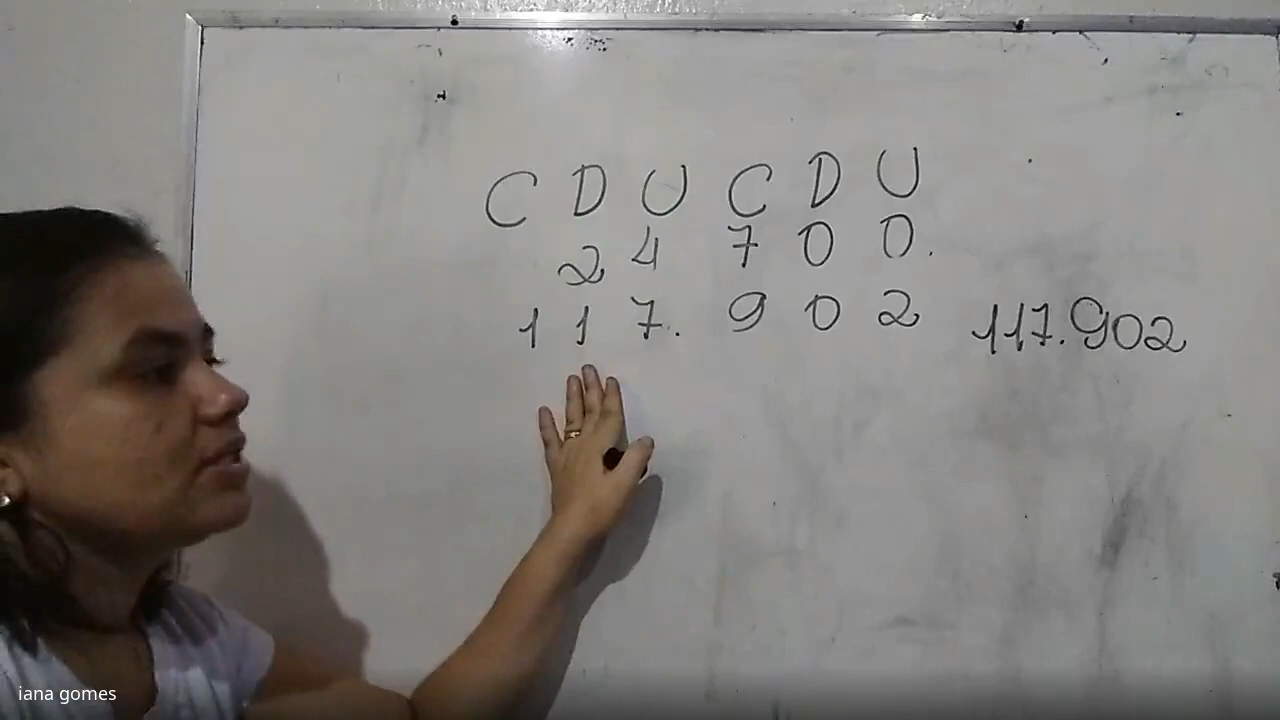 C D U C D U
2 4 7 0 0.
1 1 7. 9 0 2 117.902
iana gomes